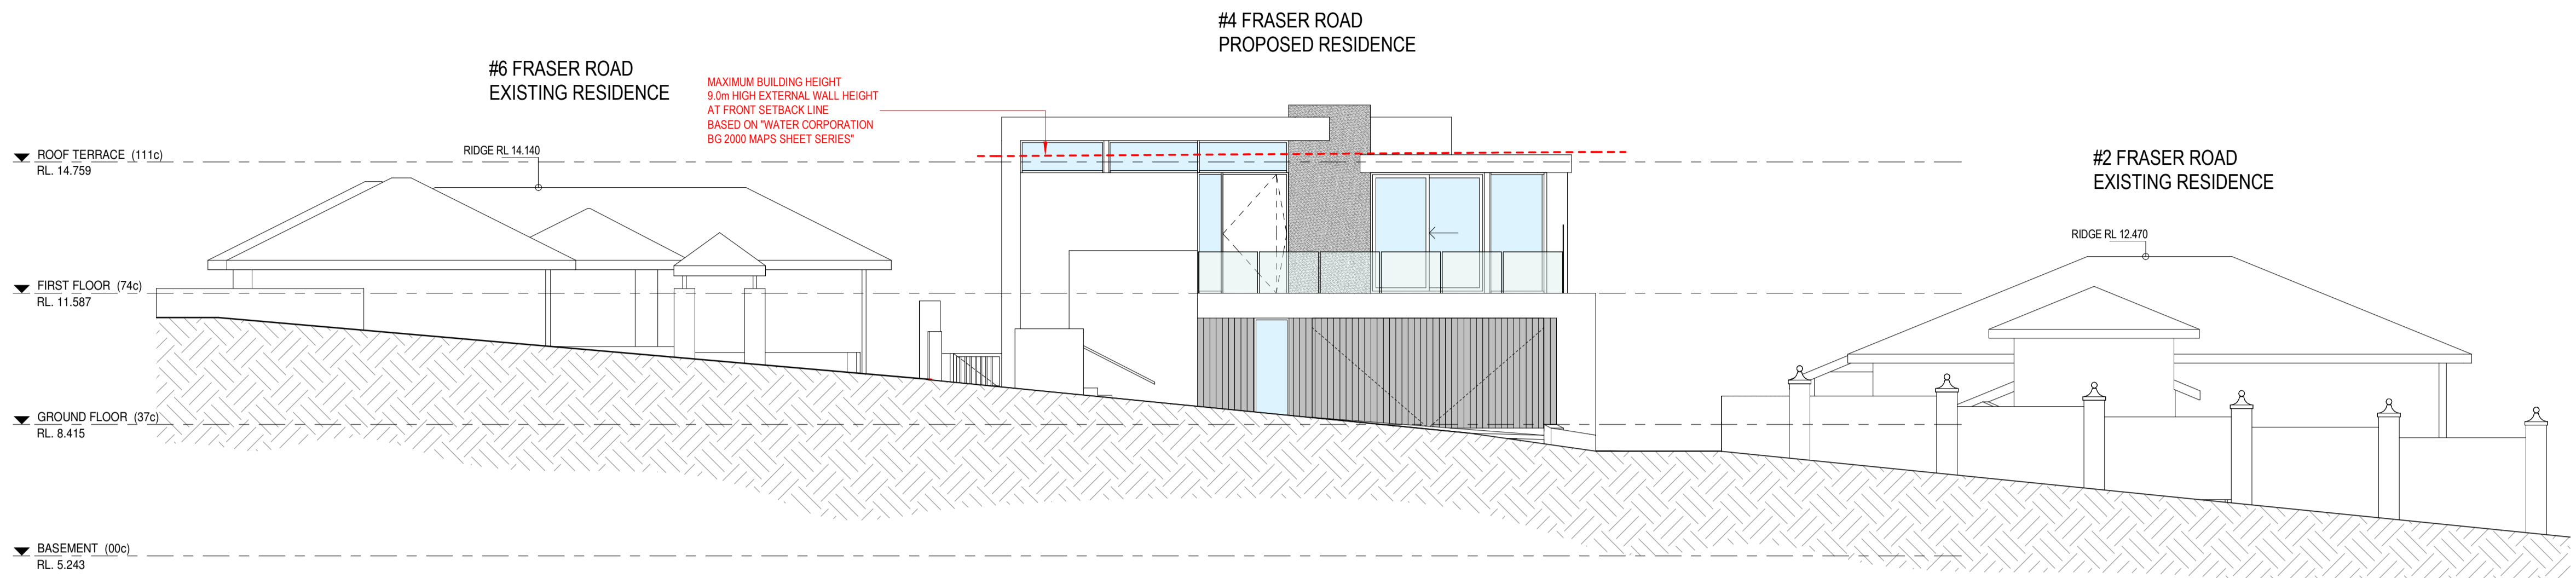 #4 FRASER ROAD
PROPOSED RESIDENCE
#6 FRASER ROAD
EXISTING RESIDENCE
MAXIMUM BUILDING HEIGHT
9.0m HIGH EXTERNAL WALL HEIGHT
AT FRONT SETBACK LINE
BASED ON "WATER CORPORATION
BG 2000 MAPS SHEET SERIES"
RIDGE RL 14.140
ROOF TERRACE (111c)
RL. 14.759
#2 FRASER ROAD
EXISTING RESIDENCE
RIDGE RL 12.470
FIRST FLOOR (74c)
RL. 11.587
GROUND FLOOR (37c)
RL. 8.415
BASEMENT (00c)
RL. 5.243